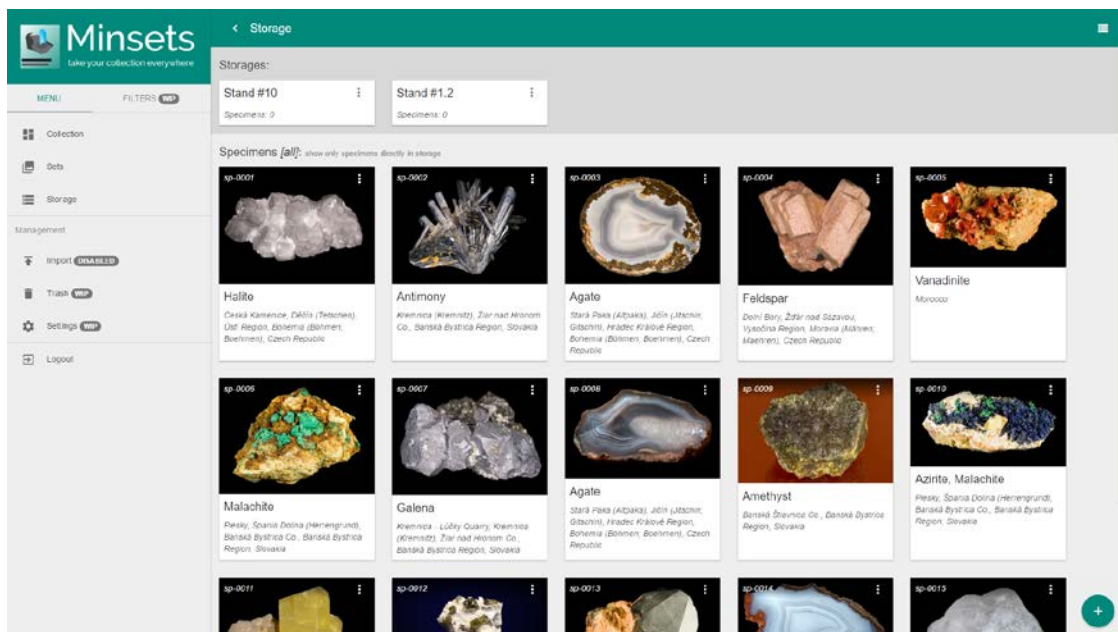 Minsets
take your collection everywhere
MENU
FILTERS WIP
Collection
Sets
Storage
Management
Import DISABLED
Trash WIP
Settings WIP
Logout
Storage
Storages:
Stand #10
Specimens: 0
Stand #1.2
Specimens: 0
Specimens [all]: show only specimens directly in storage
sp-0001
Halite
Česká Kamenice, Děčín (Tetschen),
Ústí Region, Bohemia (Böhmen;
Boehmen), Czech Republic
sp-0002
Antimony
Kremnica (Kremnitz), Žiar nad Hronom
Co., Banská Bystrica Region, Slovakia
sp-0003
Agate
Stará Paka (Altpaka), Jičín (Jitschin;
Gitschin), Hradec Králové Region,
Bohemia (Böhmen; Boehmen), Czech
Republic
sp-0004
Feldspar
Dolní Bory, Žďár nad Sázavou,
Vysočina Region, Moravia (Mähren;
Maehren), Czech Republic
sp-0005
Vanadinite
Morocco
sp-0006
Malachite
Piesky, Špania Dolina (Herrengrund),
Banská Bystrica Co., Banská Bystrica
Region, Slovakia
sp-0007
Galena
Kremnica - Lúčky Quarry, Kremnica
(Kremnitz), Žiar nad Hronom Co.,
Banská Bystrica Region, Slovakia
sp-0008
Agate
Stará Paka (Altpaka), Jičín (Jitschin;
Gitschin), Hradec Králové Region,
Bohemia (Böhmen; Boehmen), Czech
Republic
sp-0009
Amethyst
Banská Štiavnica Co., Banská Bystrica
Region, Slovakia
sp-0010
Azirite, Malachite
Piesky, Špania Dolina (Herrengrund),
Banská Bystrica Co., Banská Bystrica
Region, Slovakia
sp-0011
sp-0012
sp-0013
sp-0014
sp-0015